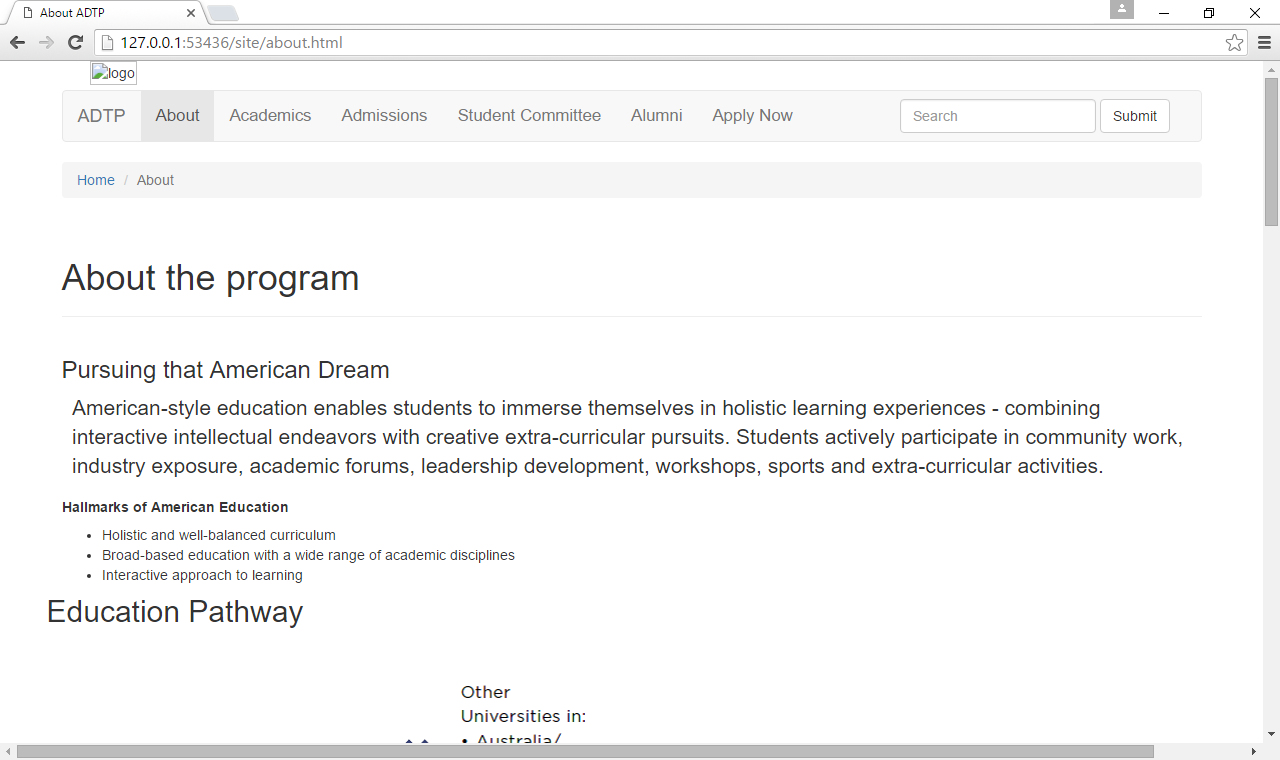 About ADTP
127.0.0.1:53436/site/about.html
logo
ADTP About Academics Admissions Student Committee Alumni Apply Now Search Submit
Home / About
About the program
Pursuing that American Dream
American-style education enables students to immerse themselves in holistic learning experiences - combining
interactive intellectual endeavors with creative extra-curricular pursuits. Students actively participate in community work,
industry exposure, academic forums, leadership development, workshops, sports and extra-curricular activities.
Hallmarks of American Education
• Holistic and well-balanced curriculum
• Broad-based education with a wide range of academic disciplines
• Interactive approach to learning
Education Pathway
Other
Universities in:
• Australia/